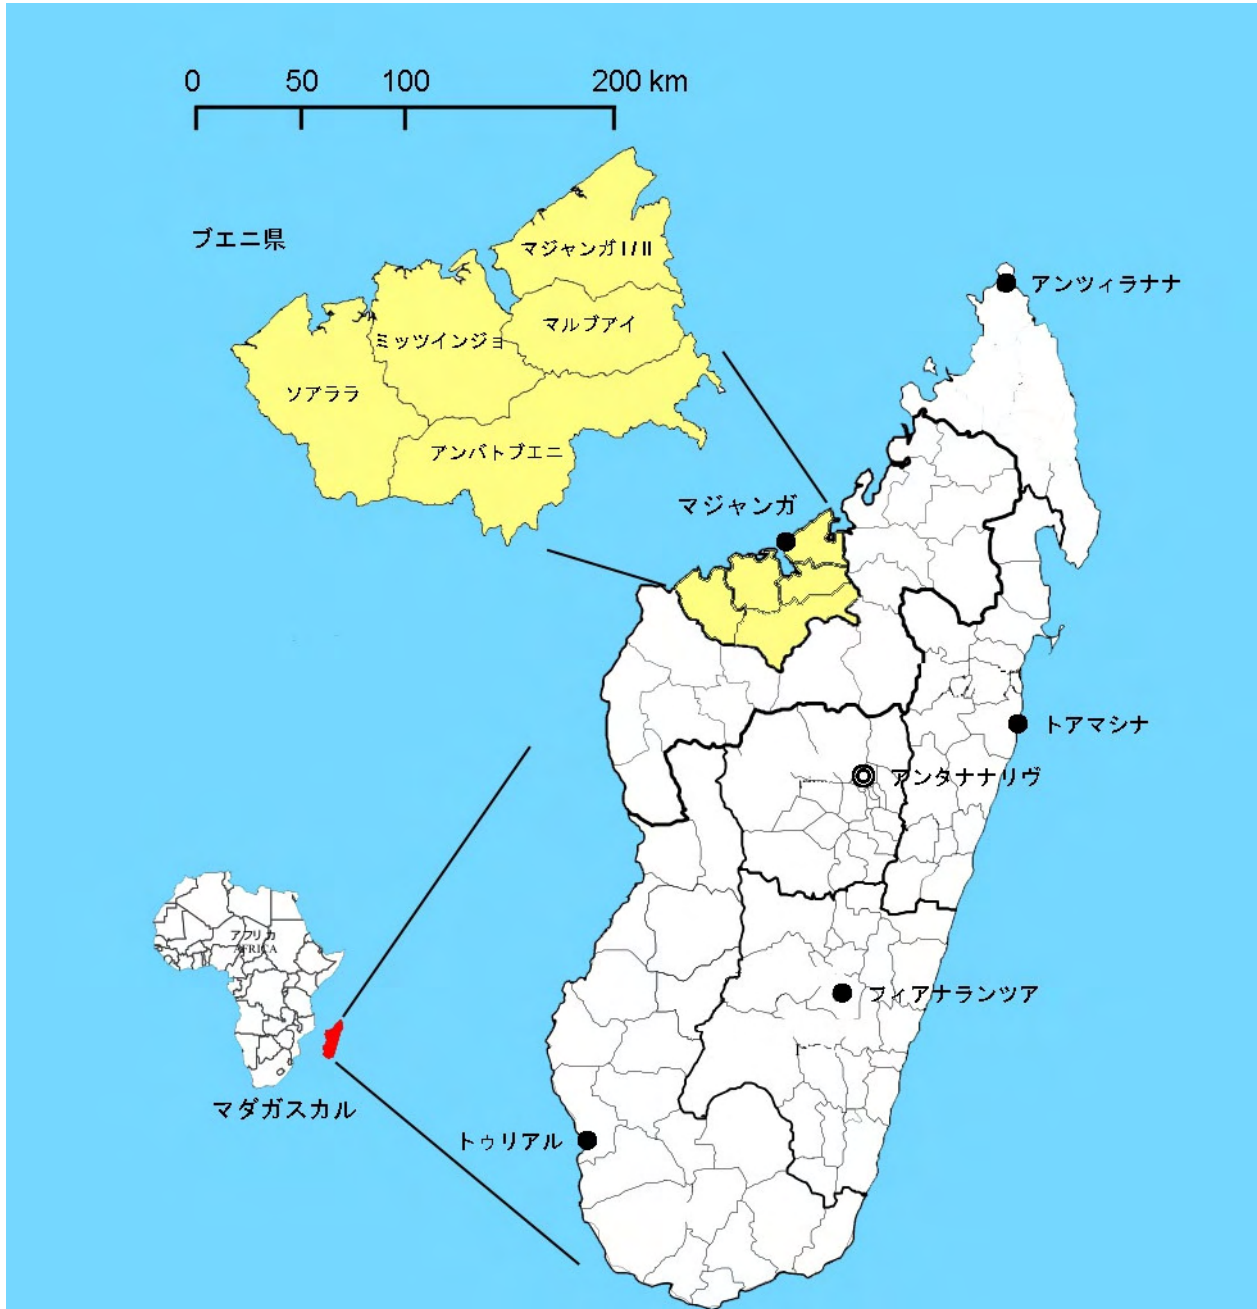 0 50 100 200 km
ブエニ県
マジャンガ I / II
マルブアイ
ミッツインジョ
ソアララ
アンバトブエニ
アンツィラナナ
マジャンガ
トアマシナ
アンタナナリヴ
アフリカ
AFRICA
フィアナランツア
マダガスカル
トゥリアル